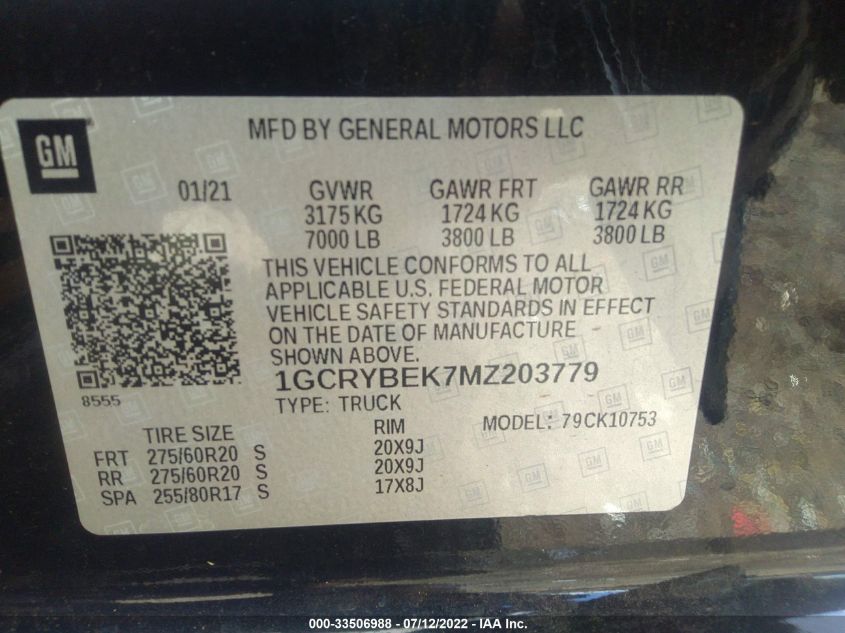 GM
MFD BY GENERAL MOTORS LLC
01/21 GVWR GAWR FRT GAWR RR
3175 KG 1724 KG 1724 KG
7000 LB 3800 LB 3800 LB
THIS VEHICLE CONFORMS TO ALL
APPLICABLE U.S. FEDERAL MOTOR
VEHICLE SAFETY STANDARDS IN EFFECT
ON THE DATE OF MANUFACTURE
SHOWN ABOVE.
8555
1GCRYBEK7MZ203779
TYPE: TRUCK MODEL: 79CK10753
TIRE SIZE RIM
FRT 275/60R20 S 20X9J
RR 275/60R20 S 20X9J
SPA 255/80R17 S 17X8J
000-33506988 - 07/12/2022 - IAA Inc.